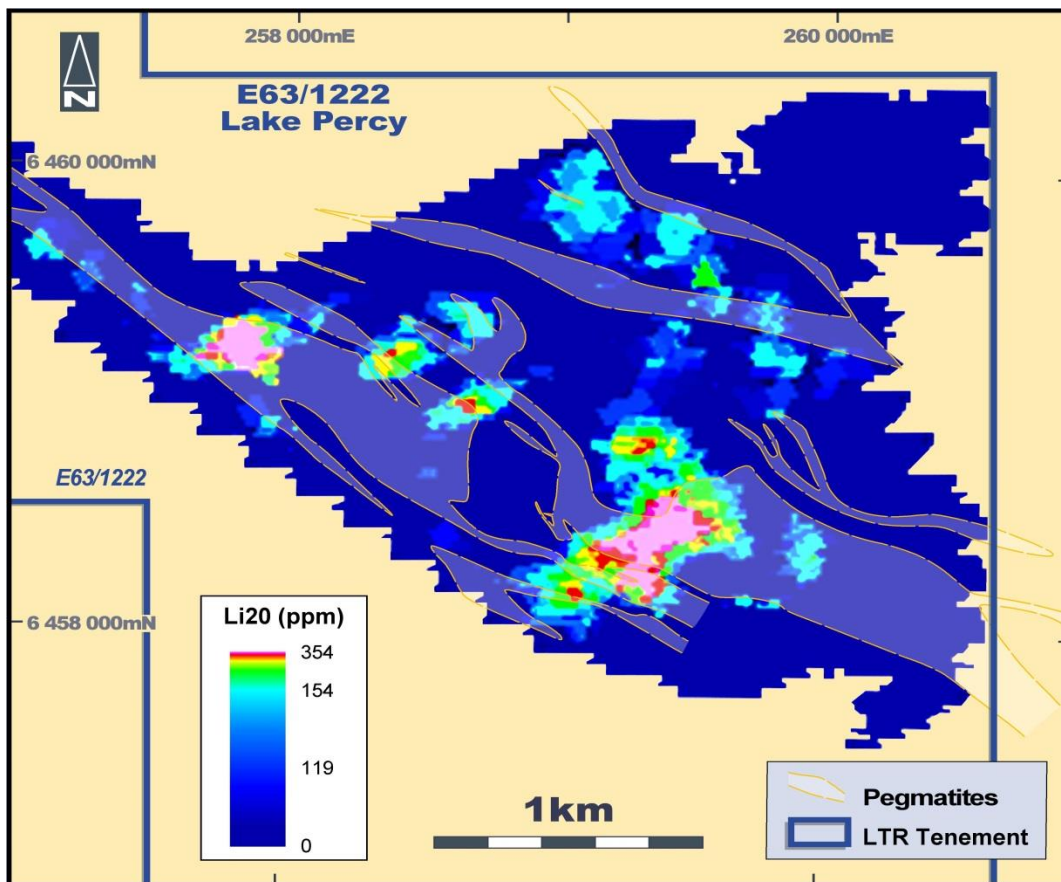 258 000mE
260 000mE
N
E63/1222
Lake Percy
6 460 000mN
E63/1222
6 458 000mN
Li20 (ppm)
354
154
119
0
1km
Pegmatites
LTR Tenement